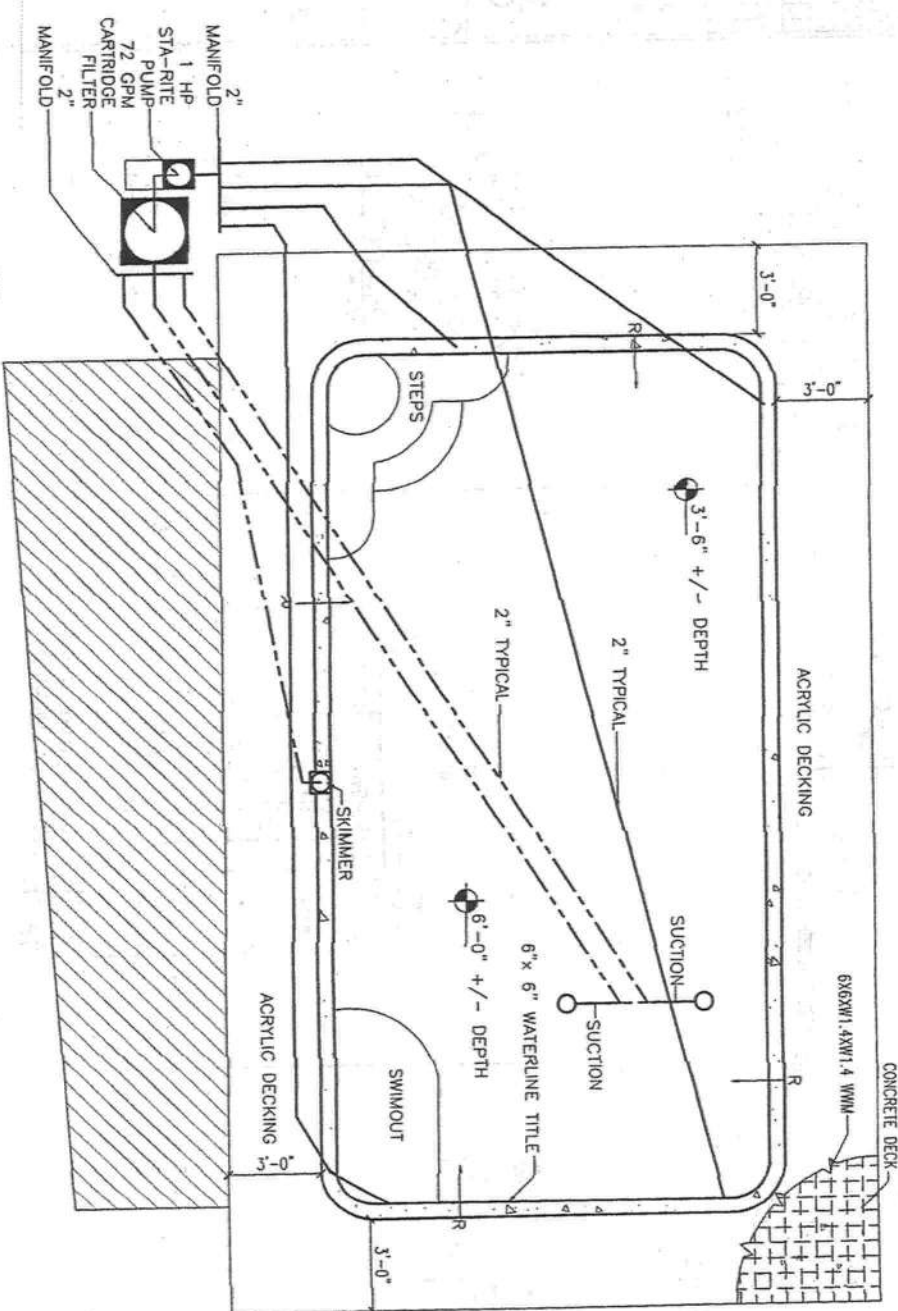 2"
MANIFOLD
1 HP
STA-RITE
PUMP
72 GPM
CARTRIDGE
FILTER
2"
MANIFOLD
3'-0"
3'-0"
R
STEPS
3'-6" +/- DEPTH
2" TYPICAL
2" TYPICAL
ACRYLIC DECKING
R
SKIMMER
6'-0" +/- DEPTH
SUCTION
SUCTION
6"x 6" WATERLINE TITLE
SWIMOUT
ACRYLIC DECKING
3'-0"
R
R
3'-0"
6X6XW1.4XW1.4 WWM
CONCRETE DECK